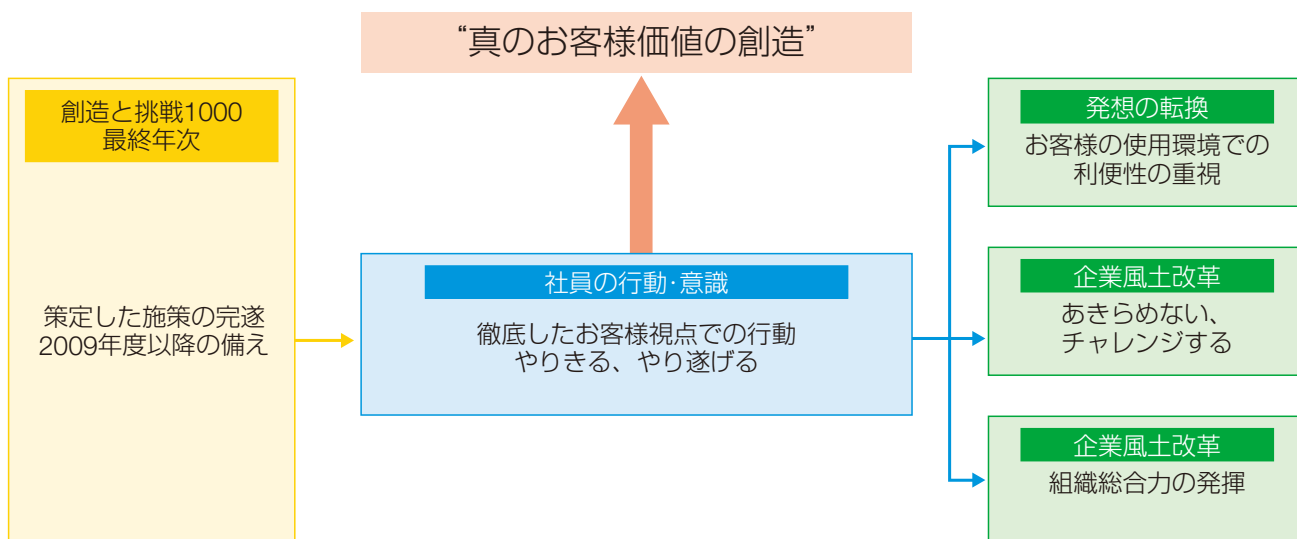 “真のお客様価値の創造”
創造と挑戦1000
最終年次
策定した施策の完遂
2009年度以降の備え
社員の行動･意識
徹底したお客様視点での行動
やりきる、やり遂げる
発想の転換
お客様の使用環境での
利便性の重視
企業風土改革
あきらめない、
チャレンジする
企業風土改革
組織総合力の発揮